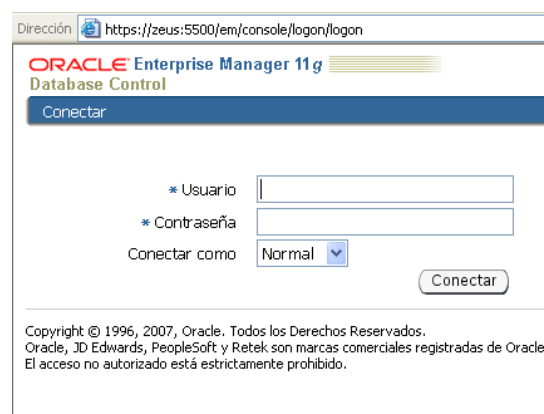 Dirección https://zeus:5500/em/console/logon/logon
ORACLE Enterprise Manager 11g
Database Control
Conectar
* Usuario
* Contraseña
Conectar como Normal
Conectar
Copyright © 1996, 2007, Oracle. Todos los Derechos Reservados.
Oracle, JD Edwards, PeopleSoft y Retek son marcas comerciales registradas de Oracle
El acceso no autorizado está estrictamente prohibido.